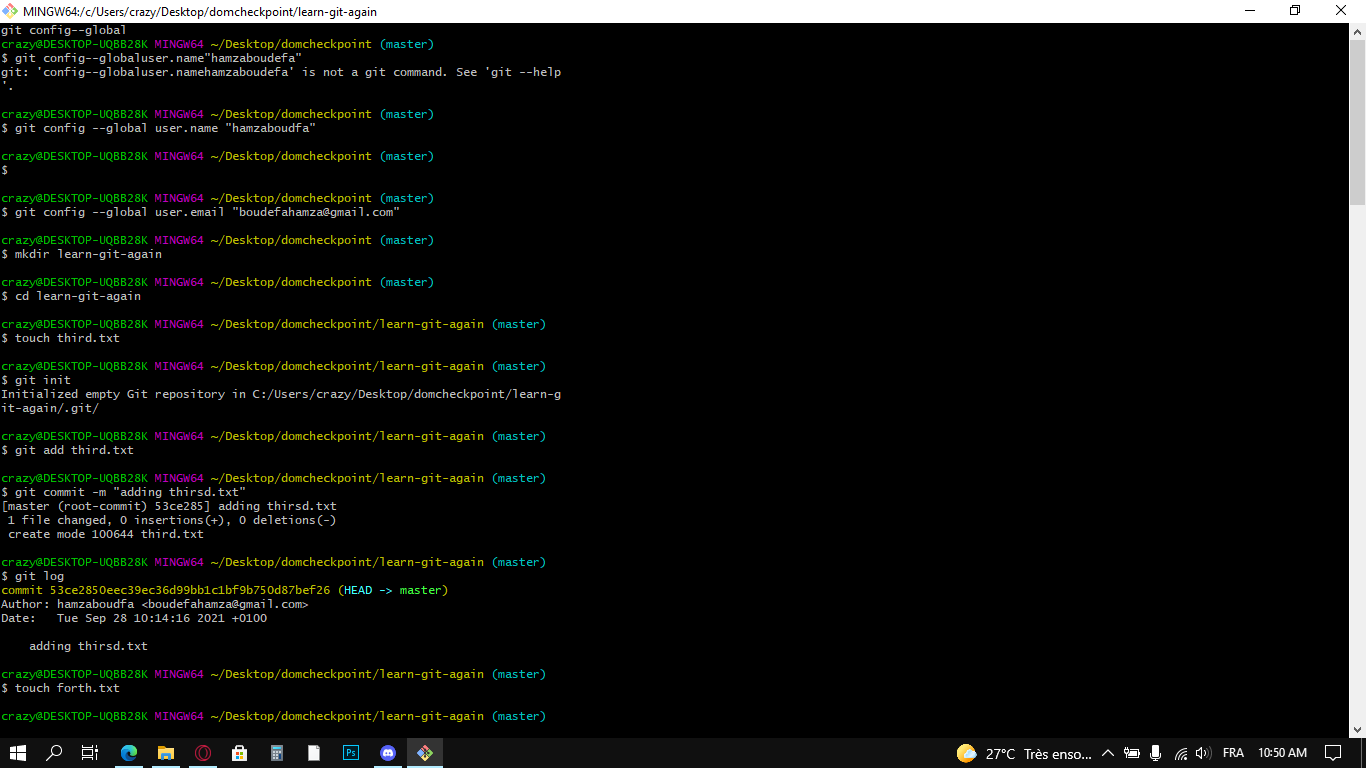 MINGW64:/c/Users/crazy/Desktop/domcheckpoint/learn-git-again
git config--global
crazy@DESKTOP-UQBB28K MINGW64 ~/Desktop/domcheckpoint (master)
$ git config--globaluser.name"hamzaboudefa"
git: 'config--globaluser.namehamzaboudefa' is not a git command. See 'git --help
'.
crazy@DESKTOP-UQBB28K MINGW64 ~/Desktop/domcheckpoint (master)
$ git config --global user.name "hamzaboudfa"
crazy@DESKTOP-UQBB28K MINGW64 ~/Desktop/domcheckpoint (master)
$
crazy@DESKTOP-UQBB28K MINGW64 ~/Desktop/domcheckpoint (master)
$ git config --global user.email "boudefahamza@gmail.com"
crazy@DESKTOP-UQBB28K MINGW64 ~/Desktop/domcheckpoint (master)
$ mkdir learn-git-again
crazy@DESKTOP-UQBB28K MINGW64 ~/Desktop/domcheckpoint (master)
$ cd learn-git-again
crazy@DESKTOP-UQBB28K MINGW64 ~/Desktop/domcheckpoint/learn-git-again (master)
$ touch third.txt
crazy@DESKTOP-UQBB28K MINGW64 ~/Desktop/domcheckpoint/learn-git-again (master)
$ git init
Initialized empty Git repository in C:/Users/crazy/Desktop/domcheckpoint/learn-g
it-again/.git/
crazy@DESKTOP-UQBB28K MINGW64 ~/Desktop/domcheckpoint/learn-git-again (master)
$ git add third.txt
crazy@DESKTOP-UQBB28K MINGW64 ~/Desktop/domcheckpoint/learn-git-again (master)
$ git commit -m "adding thirsd.txt"
[master (root-commit) 53ce285] adding thirsd.txt
1 file changed, 0 insertions(+), 0 deletions(-)
create mode 100644 third.txt
crazy@DESKTOP-UQBB28K MINGW64 ~/Desktop/domcheckpoint/learn-git-again (master)
$ git log
commit 53ce2850eec39ec36d99bb1c1bf9b750d87bef26 (HEAD -> master)
Author: hamzaboudfa <boudefahamza@gmail.com>
Date:   Tue Sep 28 10:14:16 2021 +0100
adding thirsd.txt
crazy@DESKTOP-UQBB28K MINGW64 ~/Desktop/domcheckpoint/learn-git-again (master)
$ touch forth.txt
crazy@DESKTOP-UQBB28K MINGW64 ~/Desktop/domcheckpoint/learn-git-again (master)
Ps
27°C Très enso...
FRA
10:50 AM